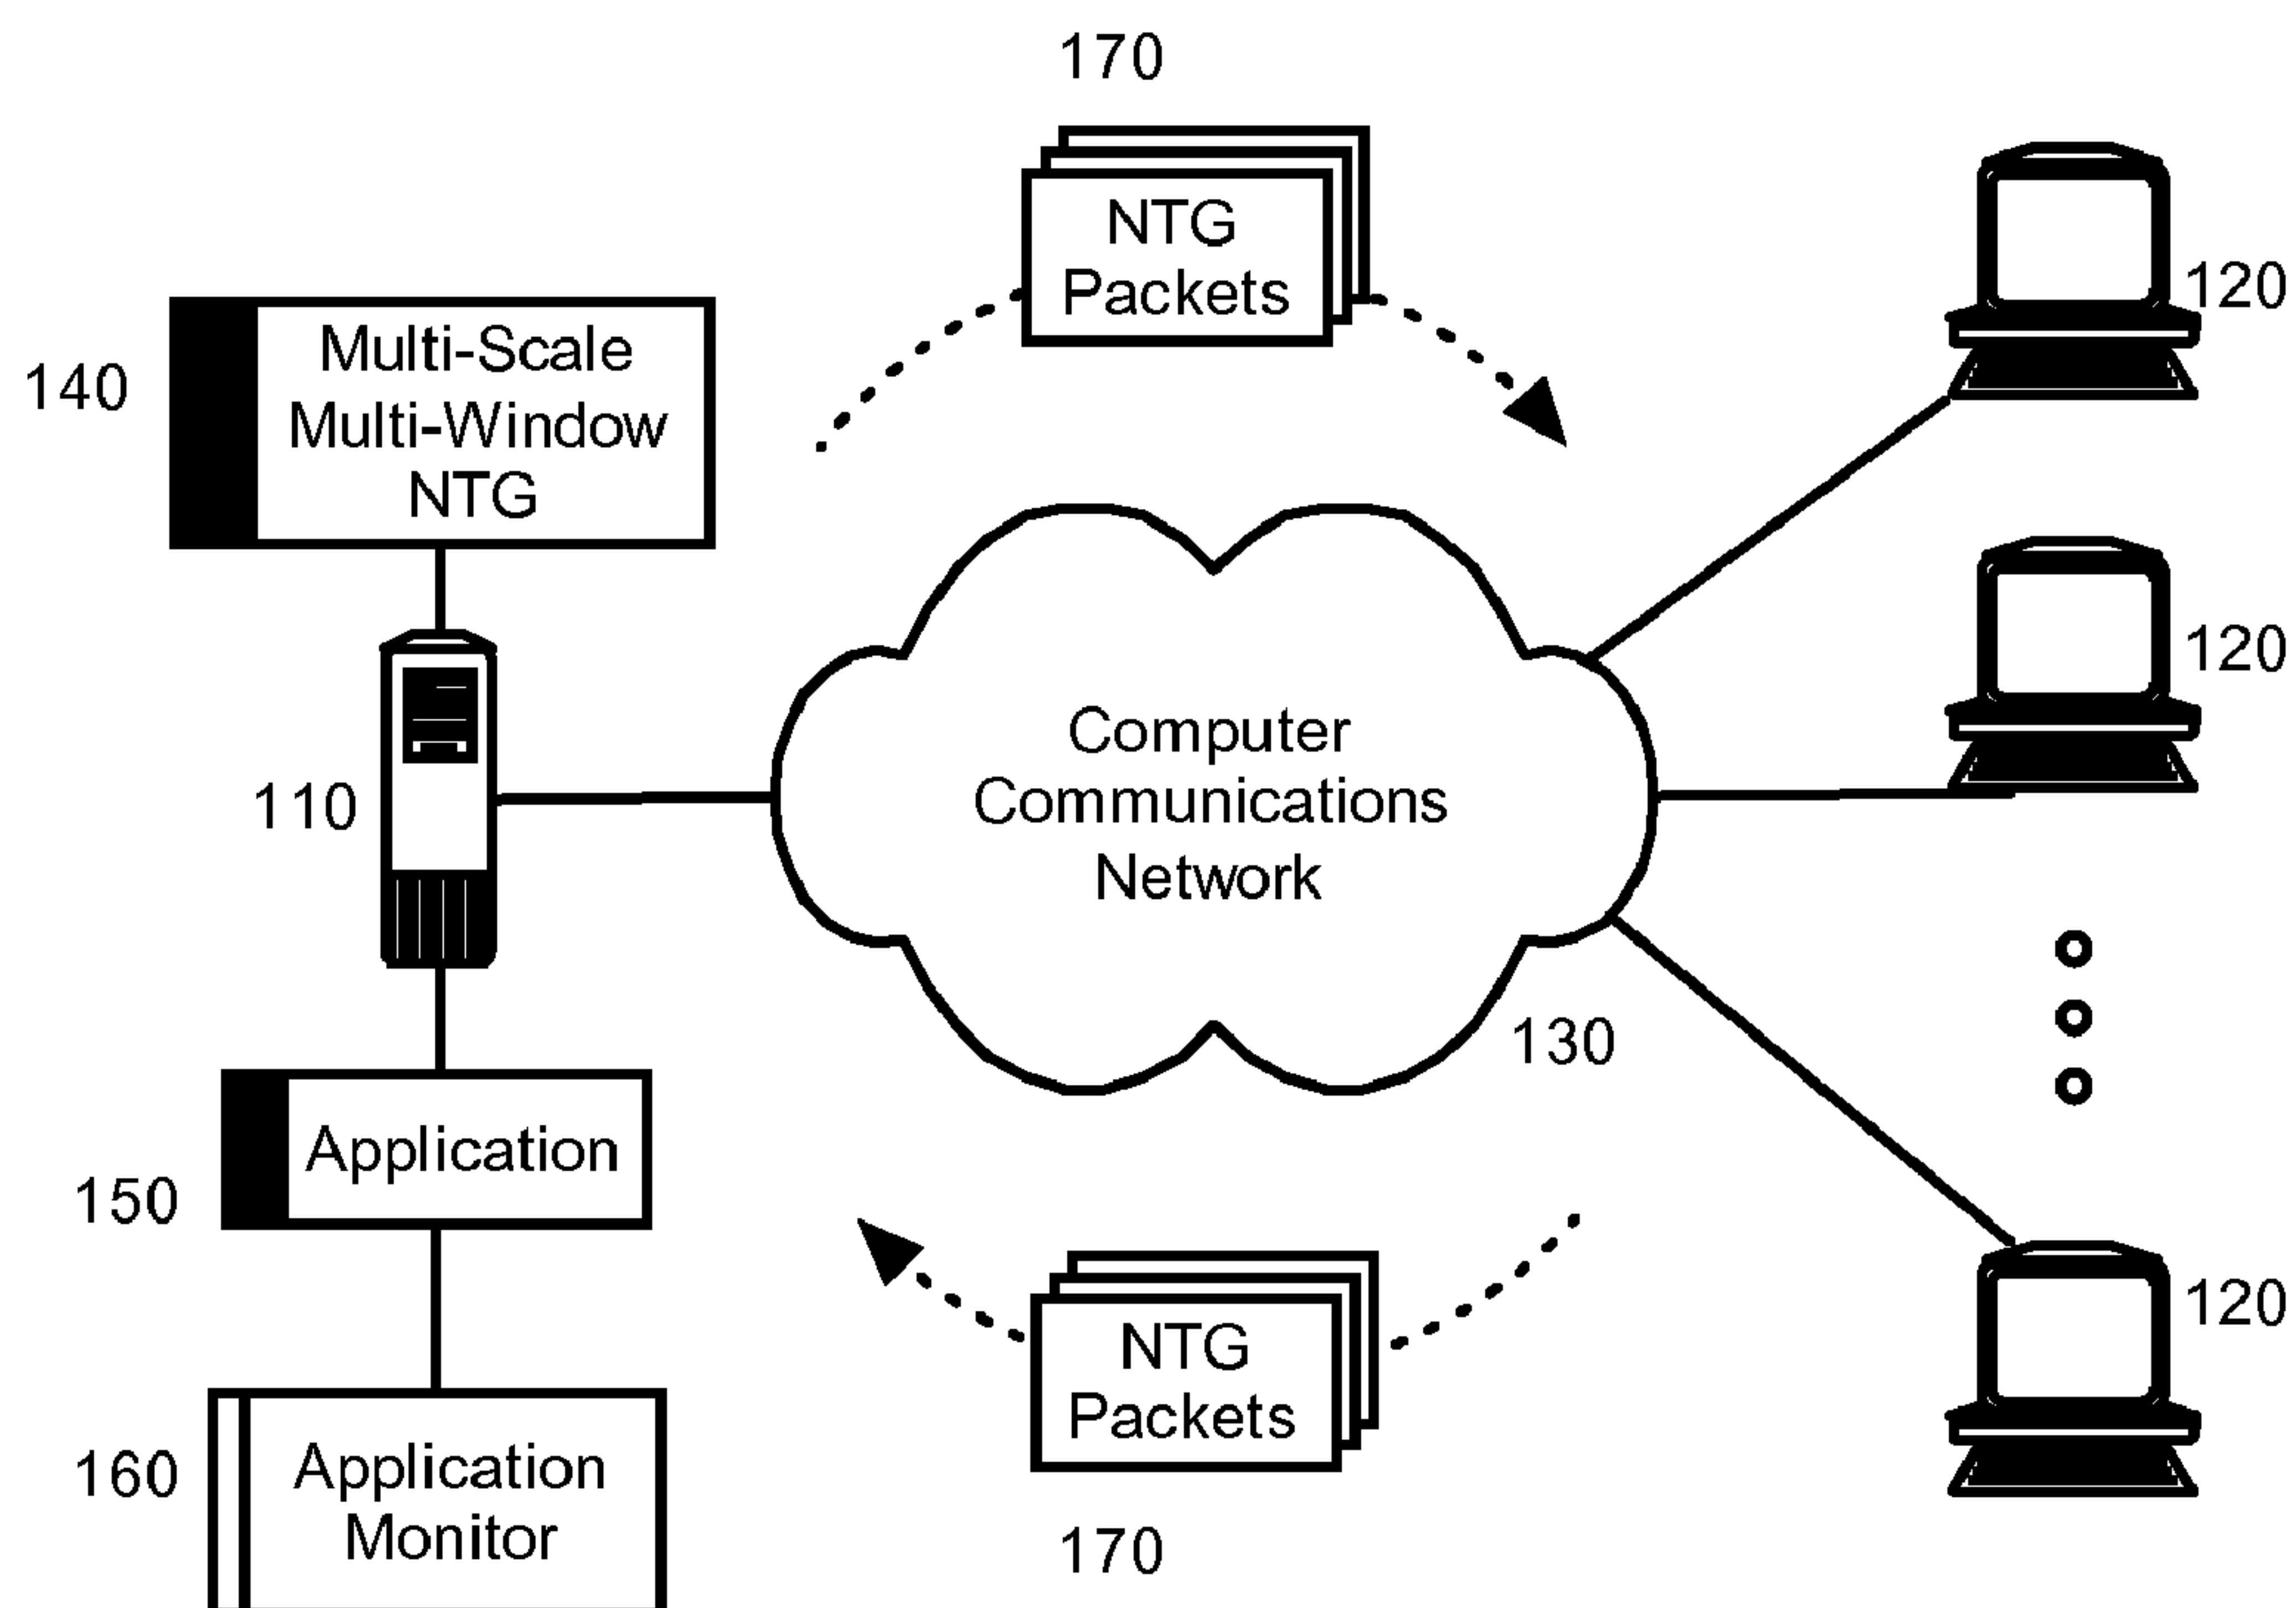 170
NTG
Packets
120
Multi-Scale
Multi-Window
NTG
140
120
Computer
Communications
Network
110
130
Application
150
120
NTG
Packets
Application
Monitor
160
170